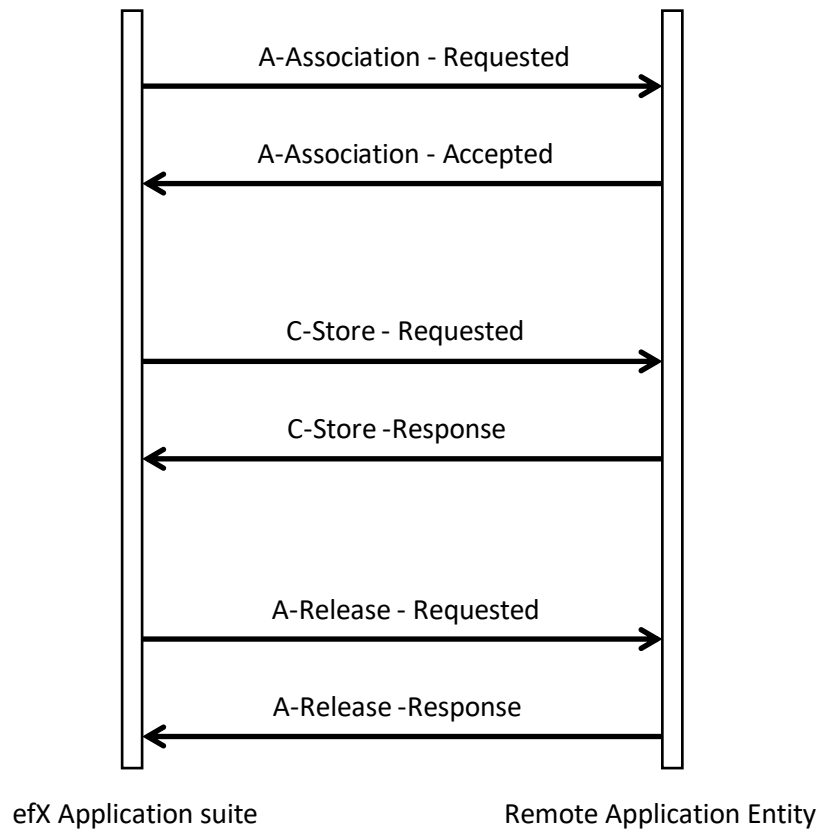 A-Association - Requested
A-Association - Accepted
C-Store - Requested
C-Store -Response
A-Release - Requested
A-Release -Response
efX Application suite
Remote Application Entity